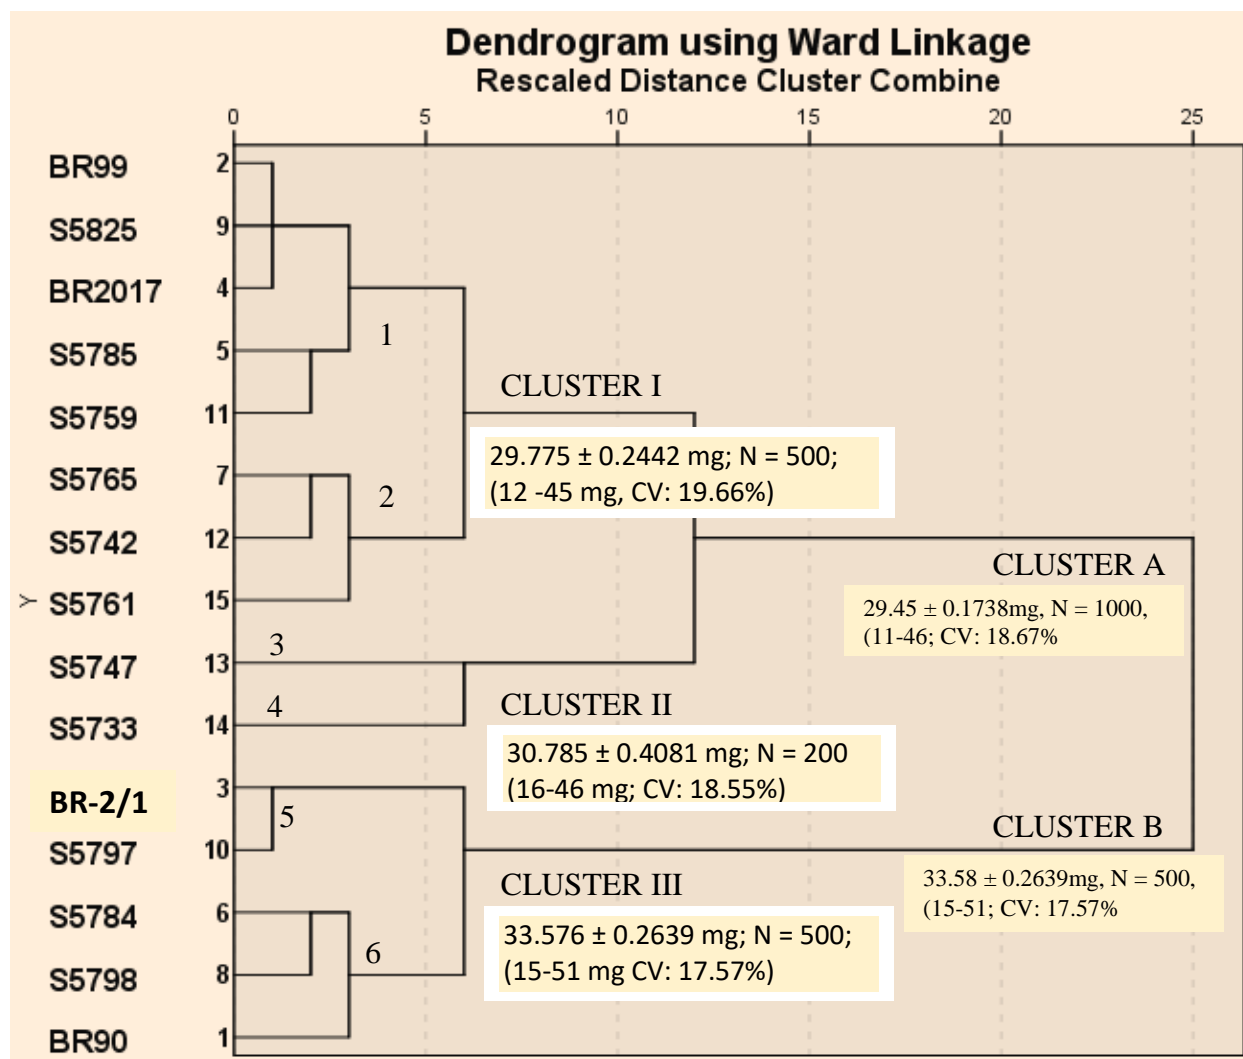 Dendrogram using Ward Linkage
Rescaled Distance Cluster Combine
0 5 10 15 20 25
BR99 2
S5825 9
BR2017 4
1
S5785 5
CLUSTER I
S5759 11
29.775 ± 0.2442 mg; N = 500;
(12 -45 mg, CV: 19.66%)
S5765 7
2
S5742 12
CLUSTER A
29.45 ± 0.1738mg, N = 1000,
(11-46; CV: 18.67%
Y
S5761 15
3
S5747 13
4
CLUSTER II
S5733 14
30.785 ± 0.4081 mg; N = 200
(16-46 mg; CV: 18.55%)
BR-2/1 3
5
CLUSTER B
S5797 10
33.58 ± 0.2639mg, N = 500,
(15-51; CV: 17.57%
CLUSTER III
S5784 6
33.576 ± 0.2639 mg; N = 500;
(15-51 mg CV: 17.57%)
6
S5798 8
BR90 1